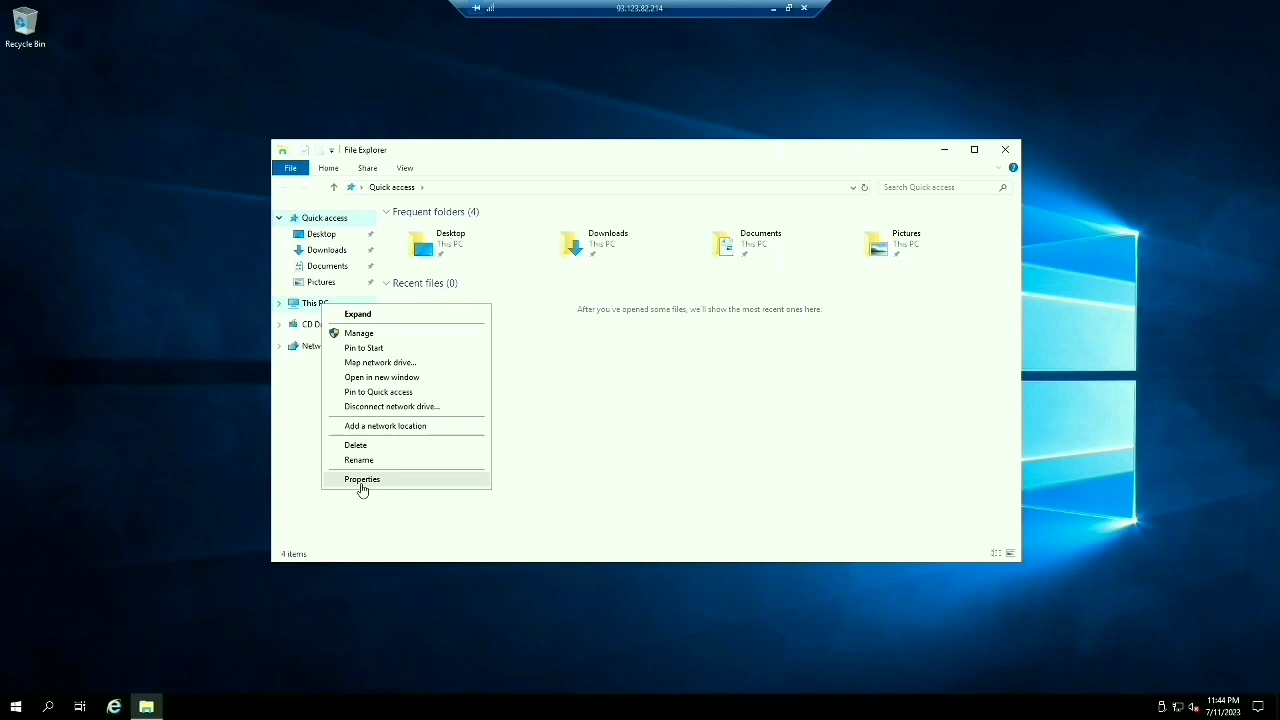 93.123.82.214
Recycle Bin
File Explorer
File Home Share View
Quick access
Search Quick access
Quick access
Desktop
Downloads
Documents
Pictures
This PC
CD D
Netw
Frequent folders (4)
Desktop
This PC
Downloads
This PC
Documents
This PC
Pictures
This PC
Recent files (0)
After you've opened some files, we'll show the most recent ones here.
Expand
Manage
Pin to Start
Map network drive...
Open in new window
Pin to Quick access
Disconnect network drive...
Add a network location
Delete
Rename
Properties
4 items
11:44 PM
7/11/2023